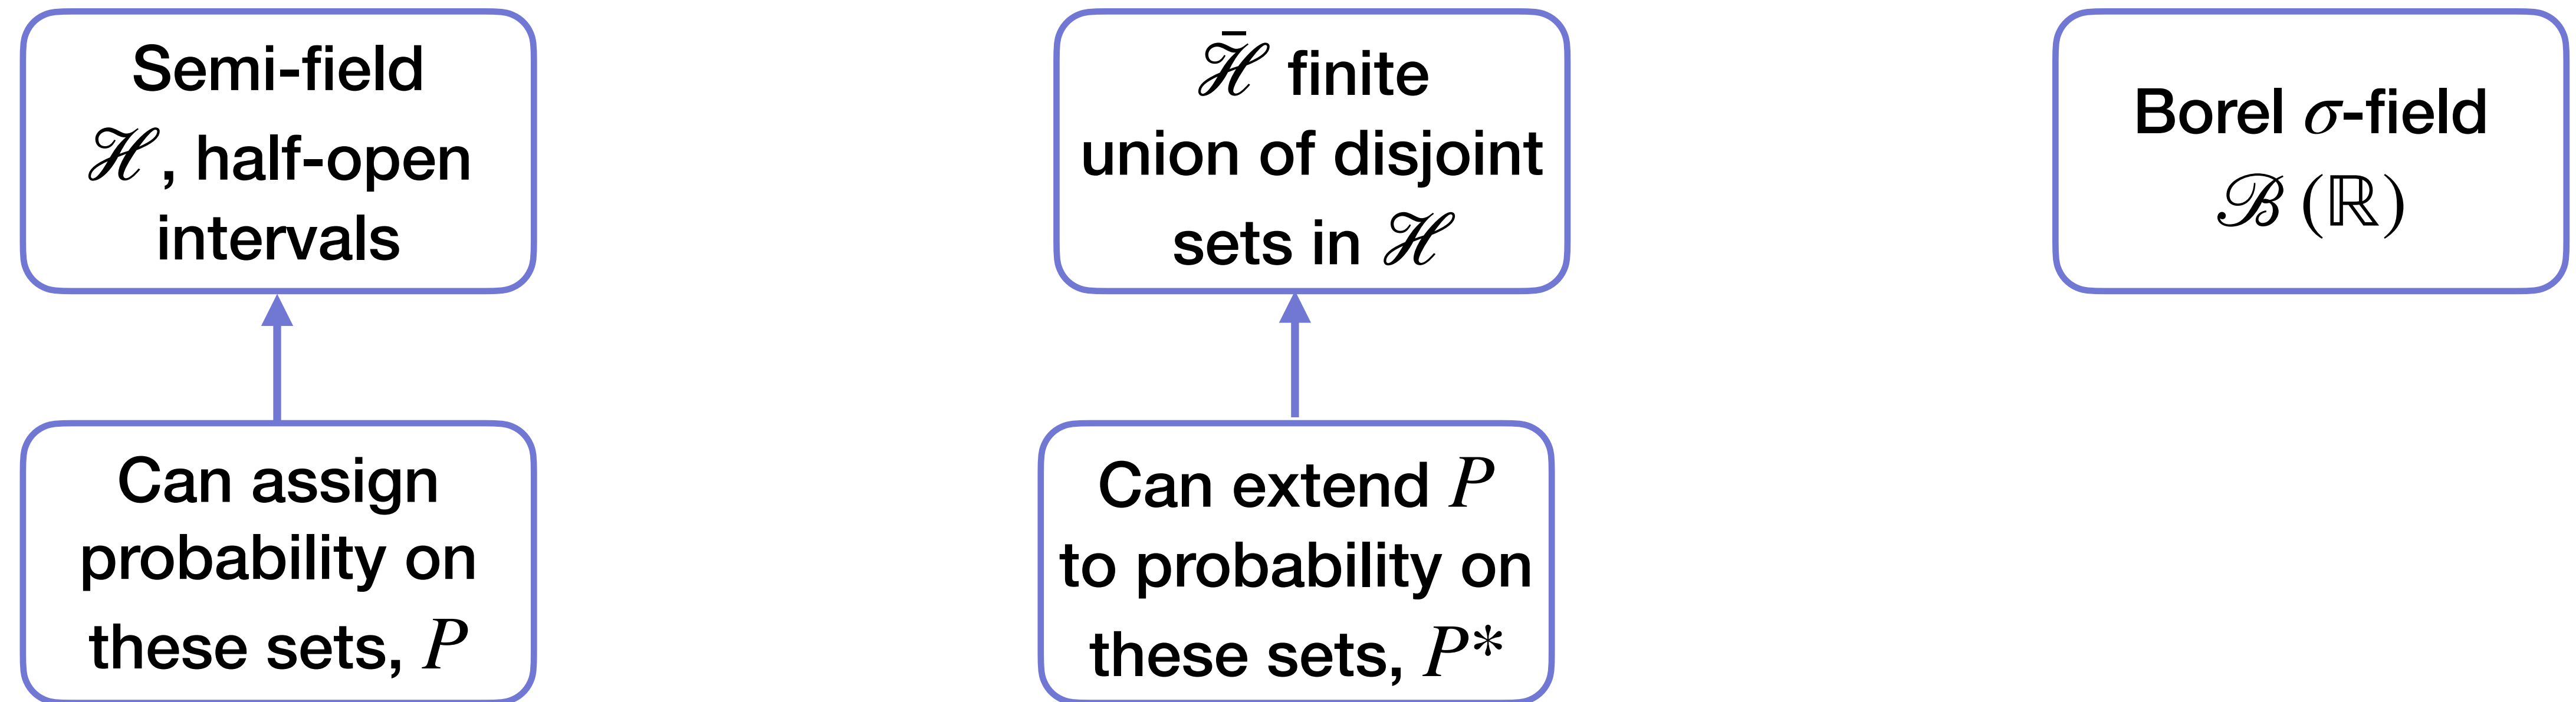 Semi-field
ℋ, half-open
intervals
ℋ̄ finite
union of disjoint
sets in ℋ
Borel σ-field
ℬ (ℝ)
Can assign
probability on
these sets, P
Can extend P
to probability on
these sets, P*